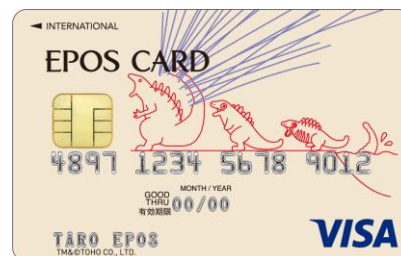 ◄ INTERNATIONAL
EPOS CARD
4897 1234 5678 9012
MONTH / YEAR
GOOD THRU 00/00
有効期限
TARO EPOS
TM&©TOHO CO., LTD.
VISA